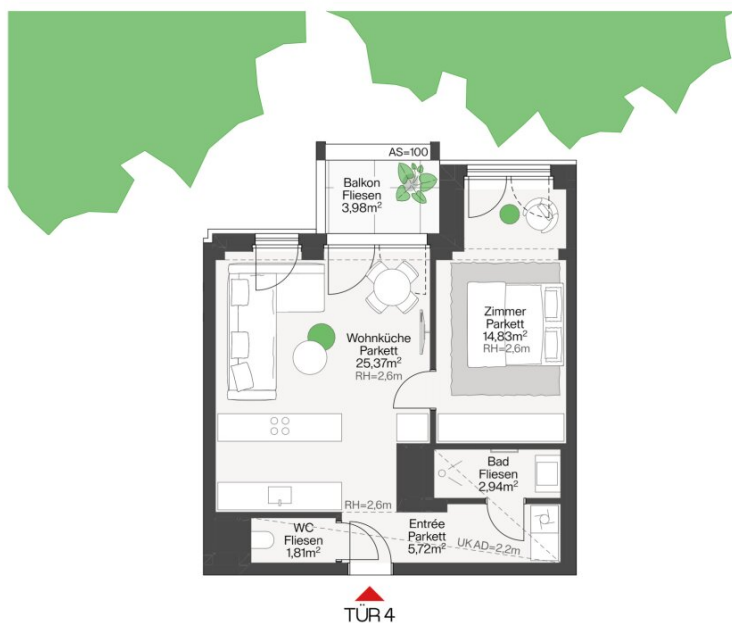 AS=100
Balkon
Fliesen
3,98m²
Zimmer
Parkett
14,83m²
RH=2,6m
Wohnküche
Parkett
25,37m²
RH=2,6m
Bad
Fliesen
2,94m²
RH=2,6m
WC
Fliesen
1,81m²
Entrée
Parkett
5,72m²
UKAD=2,2m
TÜR 4